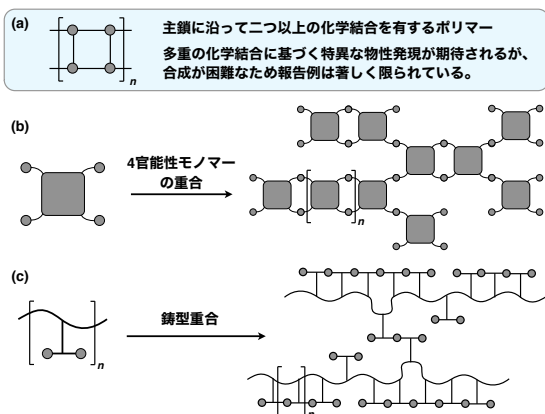 (a)
主鎖に沿って二つ以上の化学結合を有するポリマー
多重の化学結合に基づく特異な物性発現が期待されるが、
合成が困難なため報告例は著しく限られている。
n
(b)
4官能性モノマー
の重合
n
(c)
鋳型重合
n
n